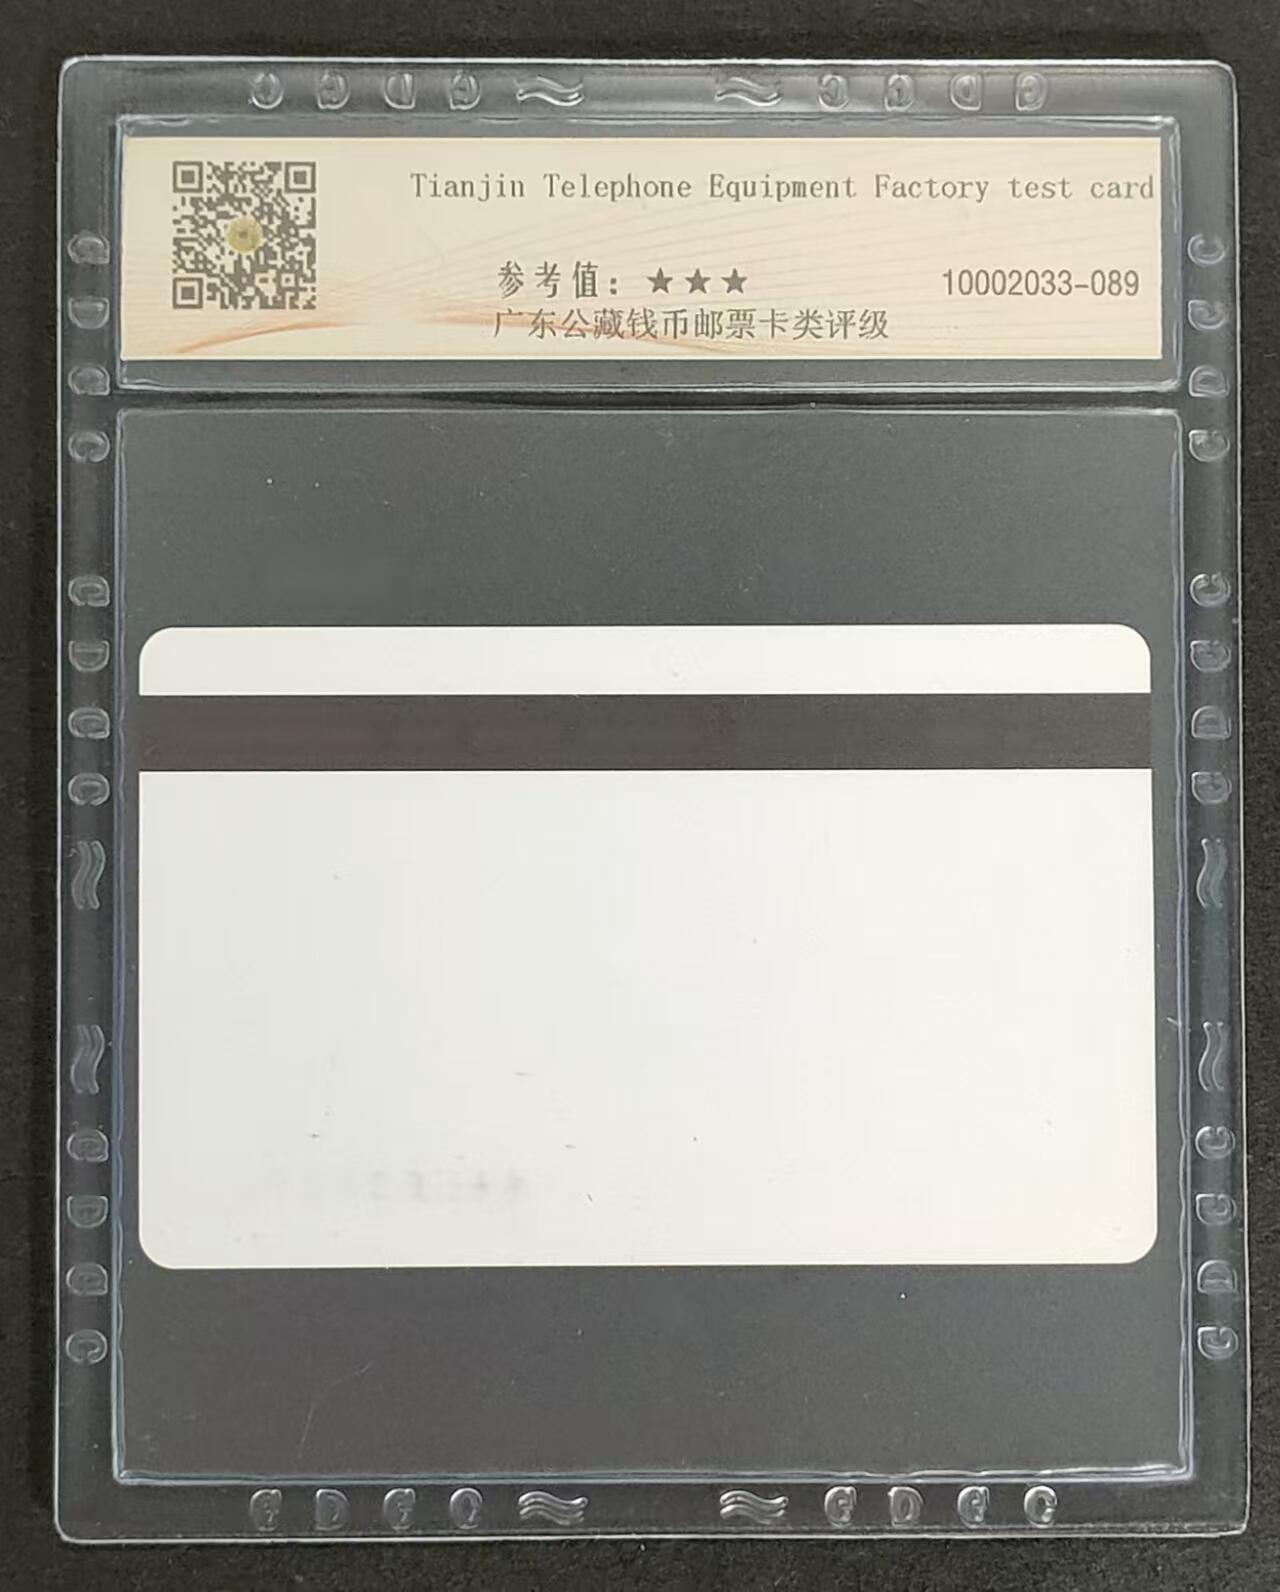 Tianjin Telephone Equipment Factory test card
参考值：★★★ 10002033-089
广东公藏钱币邮票卡类评级